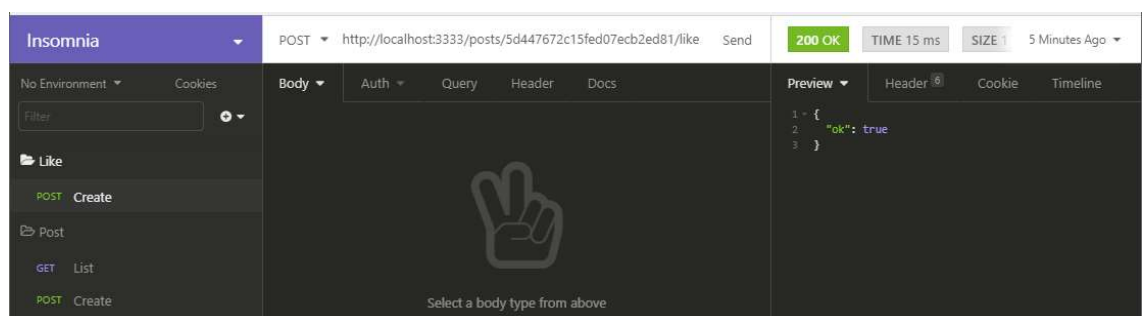 Insomnia
POST http://localhost:3333/posts/5d447672c15fed07ecb2ed81/like Send
200 OK TIME 15 ms SIZE 1 5 Minutes Ago
No Environment Cookies
Body Auth Query Header Docs
Preview Header 6 Cookie Timeline
Filter
1 {
2 "ok": true
3 }
Like
POST Create
Post
GET List
POST Create
Select a body type from above